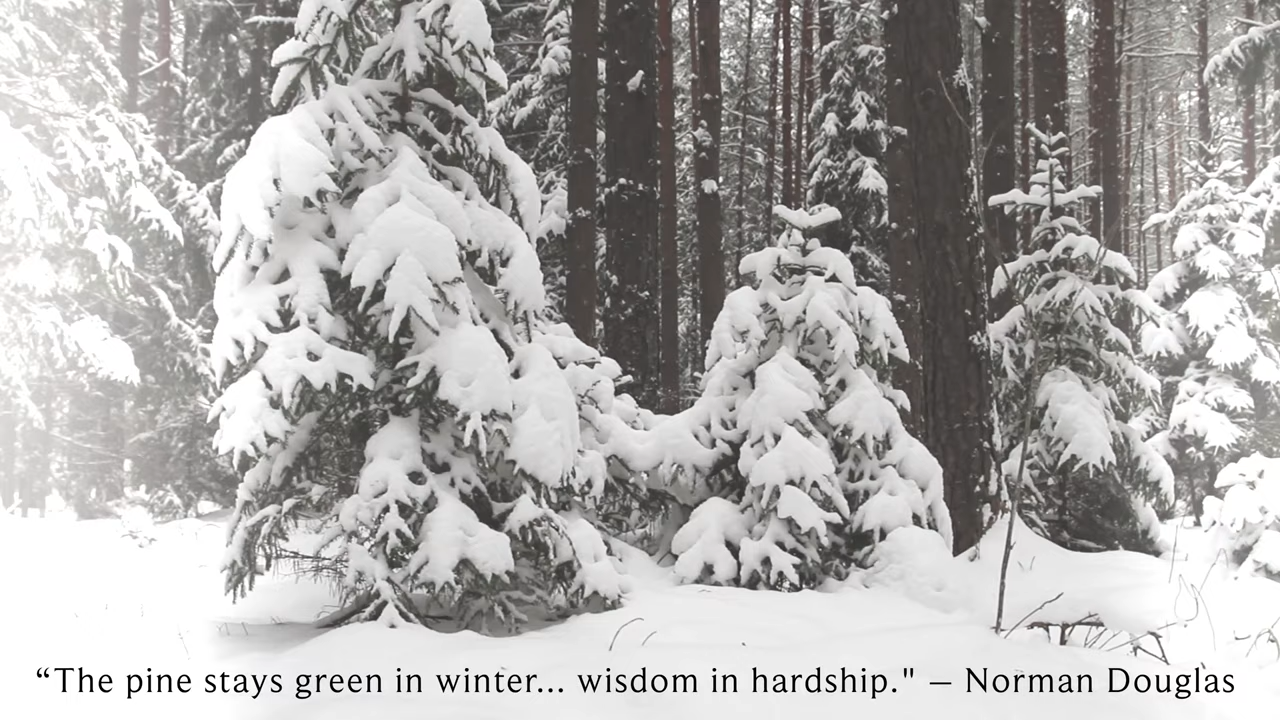 “The pine stays green in winter... wisdom in hardship." — Norman Douglas